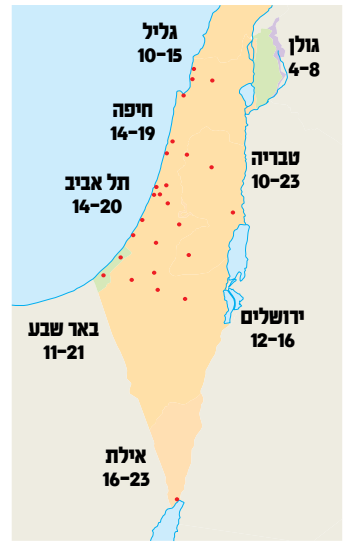 גליל
10-15
גולן
4-8
חיפה
14-19
טבריה
10-23
תל אביב
14-20
ירושלים
12-16
באר שבע
11-21
אילת
16-23